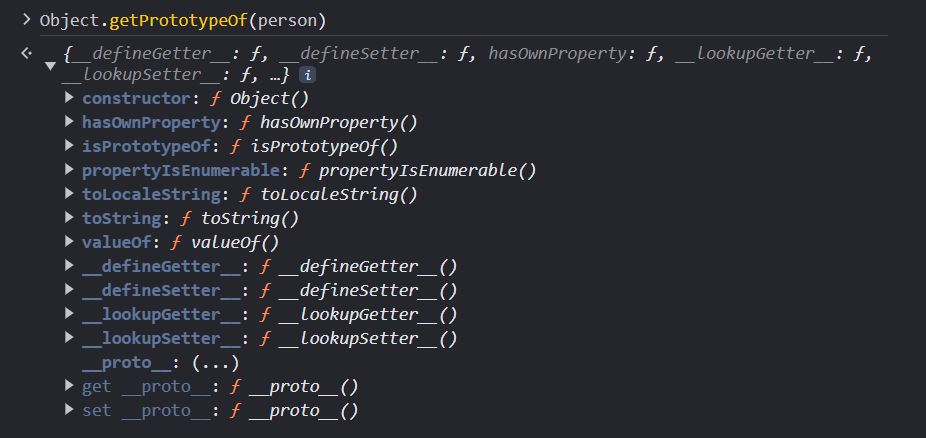 > Object.getPrototypeOf(person)
{__defineGetter__: ƒ, __defineSetter__: ƒ, hasOwnProperty: ƒ, __lookupGetter__: ƒ,
__lookupSetter__: ƒ, …} i
constructor: ƒ Object()
hasOwnProperty: ƒ hasOwnProperty()
isPrototypeOf: ƒ isPrototypeOf()
propertyIsEnumerable: ƒ propertyIsEnumerable()
toLocaleString: ƒ toLocaleString()
toString: ƒ toString()
valueOf: ƒ valueOf()
__defineGetter__: ƒ __defineGetter__()
__defineSetter__: ƒ __defineSetter__()
__lookupGetter__: ƒ __lookupGetter__()
__lookupSetter__: ƒ __lookupSetter__()
__proto__: (...)
get __proto__: ƒ __proto__()
set __proto__: ƒ __proto__()